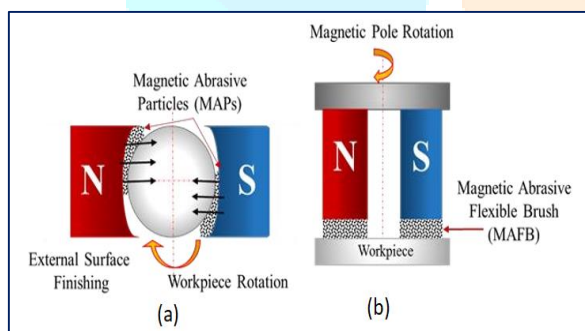 Magnetic Abrasive
Particles (MAPs)
N
S
External Surface
Finishing
Workpiece Rotation
(a)
Magnetic Pole Rotation
N
S
Magnetic Abrasive
Flexible Brush
(MAFB)
Workpiece
(b)